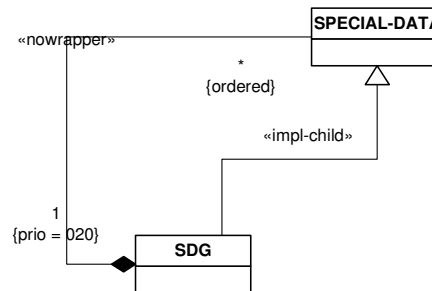 SPECIAL-DATA
«nowrapper»
*
{ordered}
«impl-child»
1
{prio = 020}
SDG